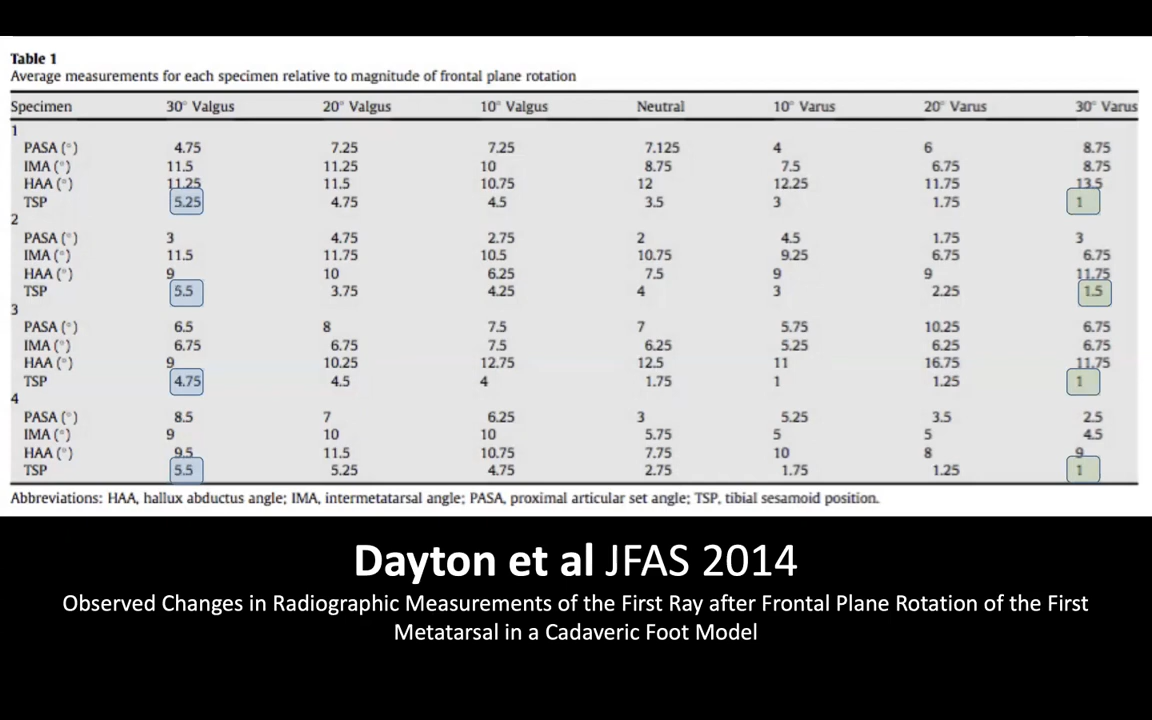 Table 1
Average measurements for each specimen relative to magnitude of frontal plane rotation
Specimen 30° Valgus 20° Valgus 10° Valgus Neutral 10° Varus 20° Varus 30° Varus
1
PASA (°) 4.75 7.25 7.25 7.125 4 6 8.75
IMA (°) 11.5 11.25 10 8.75 7.5 6.75 8.75
HAA (°) 11.25 11.5 10.75 12 12.25 11.75 13.5
TSP 5.25 4.75 4.5 3.5 3 1.75 1
2
PASA (°) 3 4.75 2.75 2 4.5 1.75 3
IMA (°) 11.5 11.75 10.5 10.75 9.25 6.75 6.75
HAA (°) 9 10 6.25 7.5 9 9 11.75
TSP 5.5 3.75 4.25 4 3 2.25 1.5
3
PASA (°) 6.5 8 7.5 7 5.75 10.25 6.75
IMA (°) 6.75 6.75 7.5 6.25 5.25 6.25 6.75
HAA (°) 9 10.25 12.75 12.5 11 16.75 11.75
TSP 4.75 4.5 4 1.75 1 1.25 1
4
PASA (°) 8.5 7 6.25 3 5.25 3.5 2.5
IMA (°) 9 10 10 5.75 5 5 4.5
HAA (°) 9.5 11.5 10.75 7.75 10 8 9
TSP 5.5 5.25 4.75 2.75 1.75 1.25 1
Abbreviations: HAA, hallux abductus angle; IMA, intermetatarsal angle; PASA, proximal articular set angle; TSP, tibial sesamoid position.
Dayton et al JFAS 2014
Observed Changes in Radiographic Measurements of the First Ray after Frontal Plane Rotation of the First
Metatarsal in a Cadaveric Foot Model